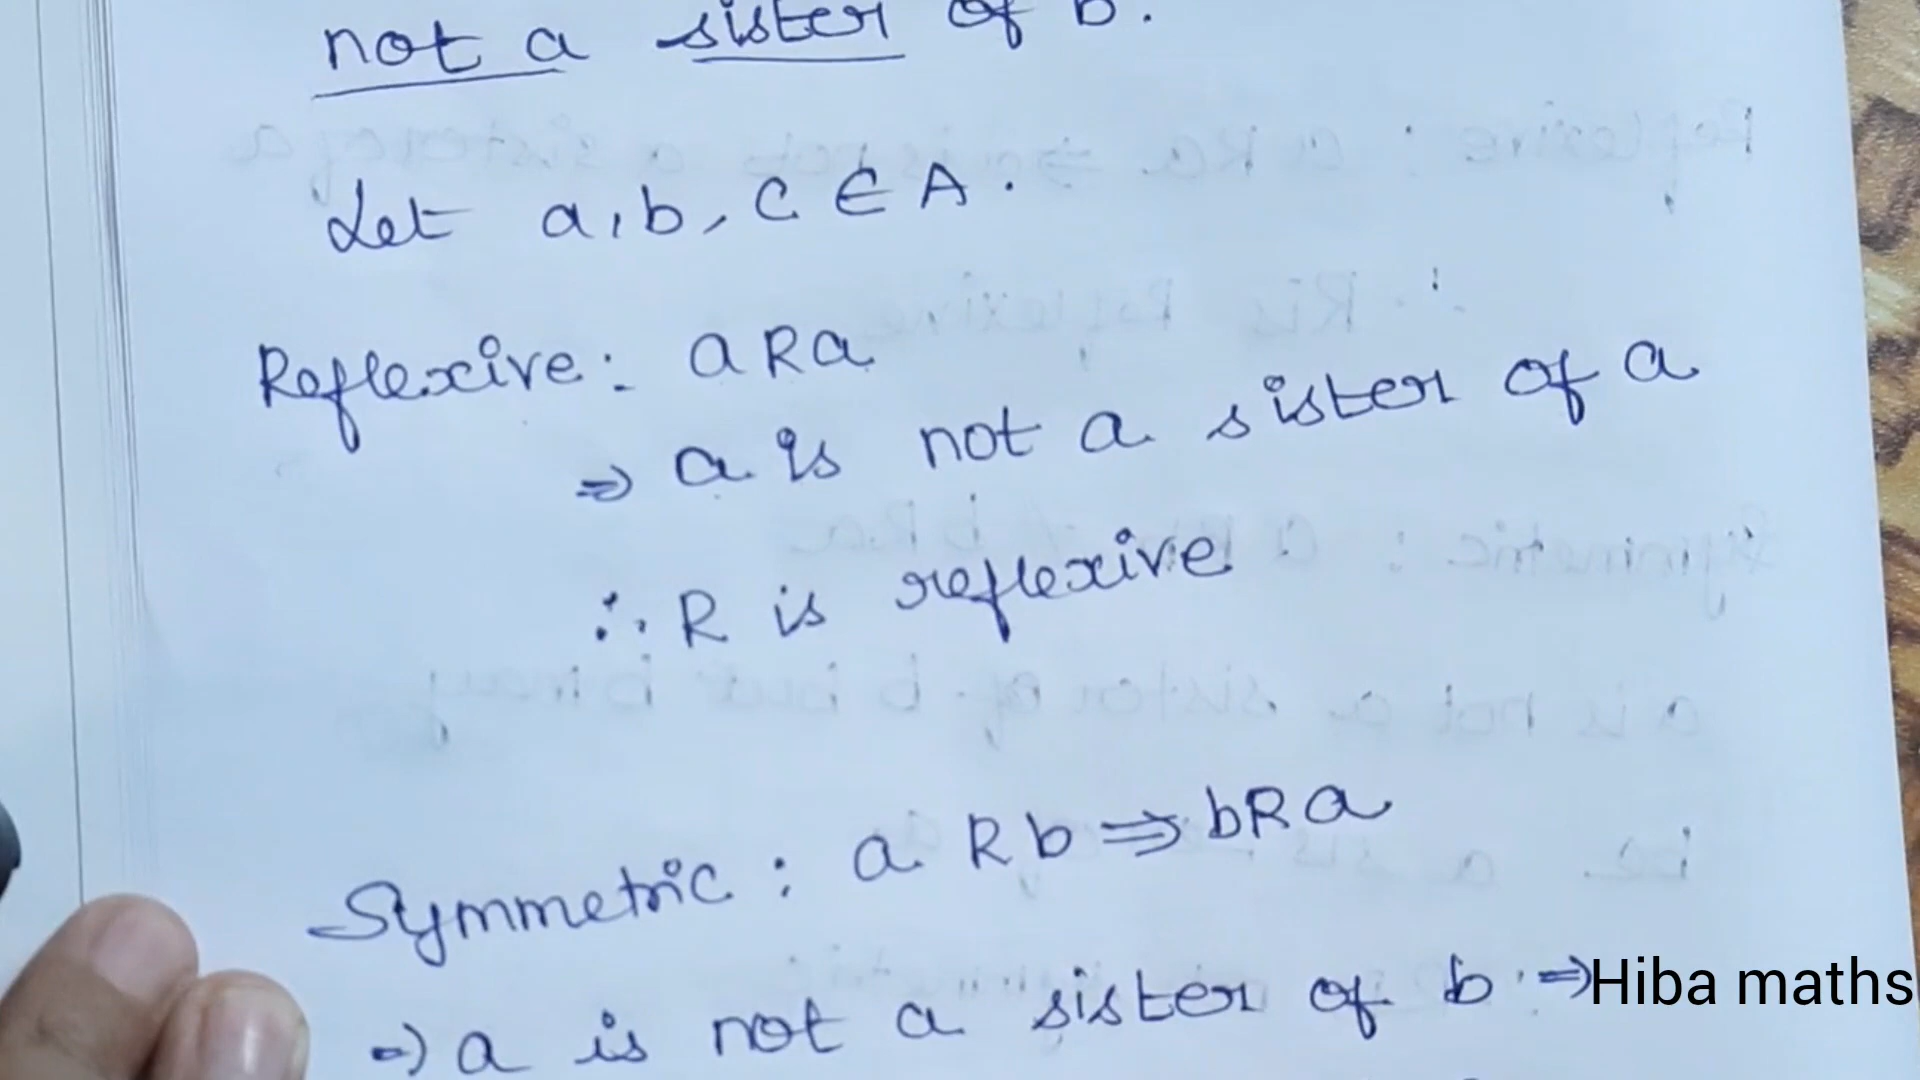 not a sister of b.
Let a, b, c ∈ A.
Reflexive: aRa
⇒ a is not a sister of a
∴ R is reflexive
Symmetric: a R b ⇒ bRa
⇒ a is not a sister of b ⇒
Hiba maths